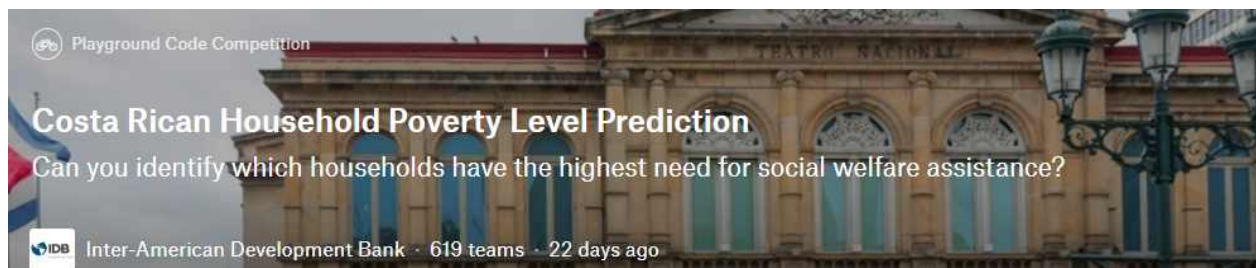 Playground Code Competition
TEATRO NACIONAL
Costa Rican Household Poverty Level Prediction
Can you identify which households have the highest need for social welfare assistance?
IDB
Inter-American Development Bank · 619 teams · 22 days ago